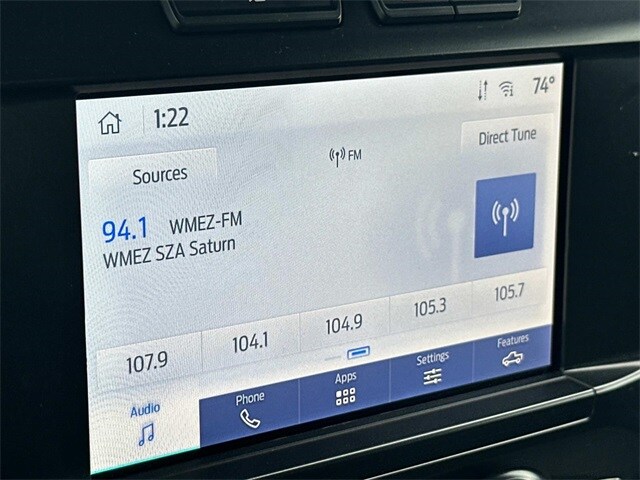 1:22
74°
FM
Sources
Direct Tune
94.1 WMEZ-FM
WMEZ SZA Saturn
107.9 104.1 104.9 105.3 105.7
Audio Phone Apps Settings Features